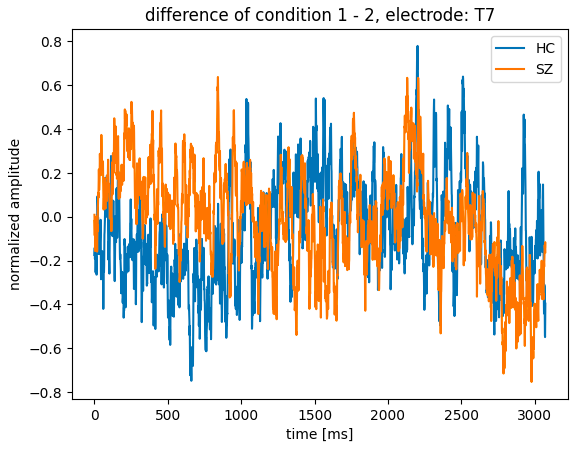 difference of condition 1 - 2, electrode: T7
HC
SZ
normalized amplitude
0.8
0.6
0.4
0.2
0.0
−0.2
−0.4
−0.6
−0.8
0 500 1000 1500 2000 2500 3000
time [ms]